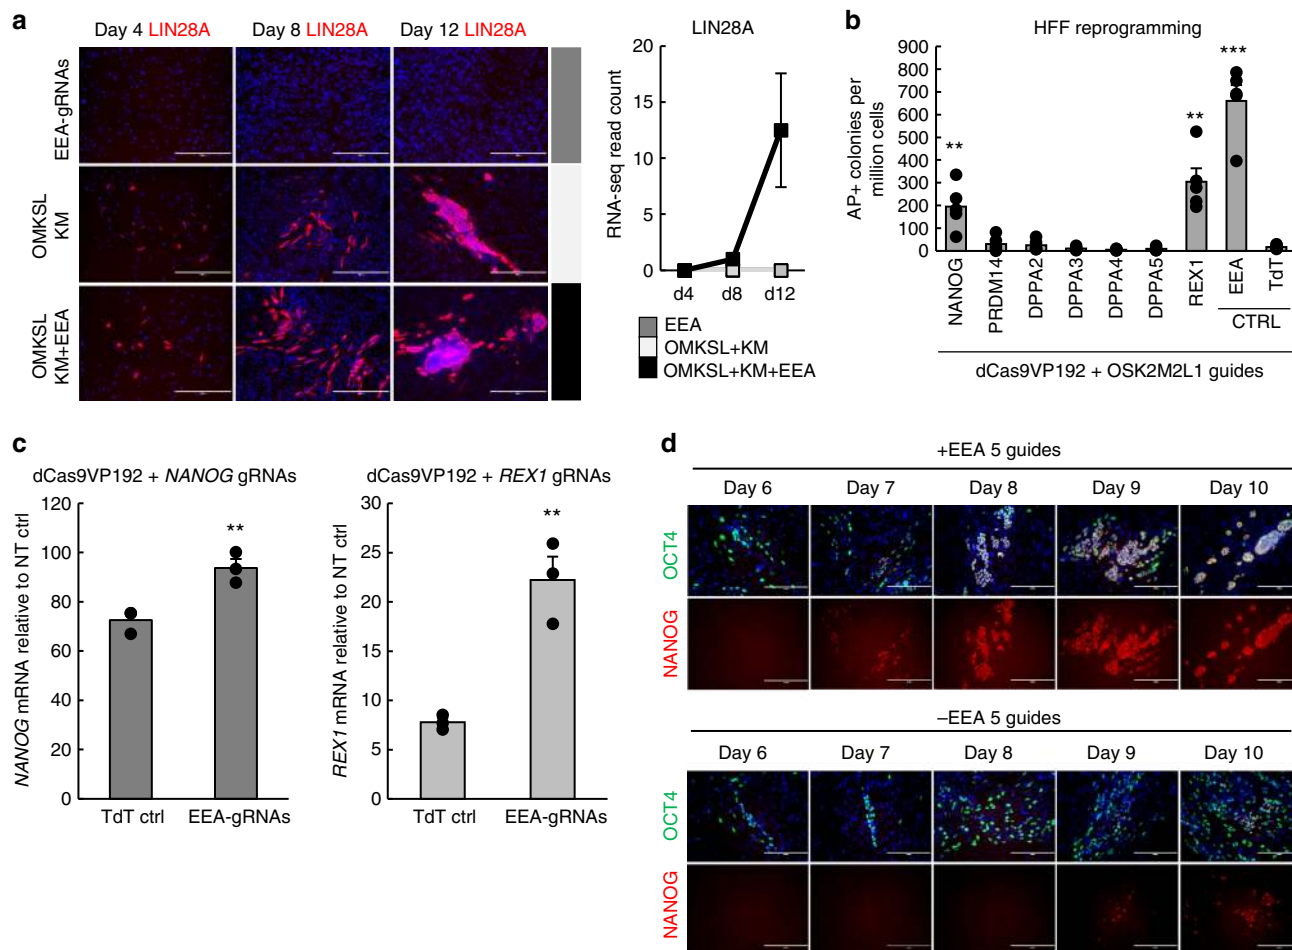 a
Day 4 LIN28A
Day 8 LIN28A
Day 12 LIN28A
EEA-gRNAs
OMKSL
KM
OMKSL
KM+EEA
LIN28A
RNA-seq read count
20
15
10
5
0
d4
d8
d12
EEA
OMKSL+KM
OMKSL+KM+EEA
b
HFF reprogramming
AP+ colonies per
million cells
900
800
700
600
500
400
300
200
100
0
**
**
***
NANOG
PRDM14
DPPA2
DPPA3
DPPA4
DPPA5
REX1
EEA
TdT
CTRL
dCas9VP192 + OSK2M2L1 guides
c
dCas9VP192 + NANOG gRNAs
NANOG mRNA relative to NT ctrl
120
100
80
60
40
20
0
**
TdT ctrl
EEA-gRNAs
dCas9VP192 + REX1 gRNAs
REX1 mRNA relative to NT ctrl
30
25
20
15
10
5
0
**
TdT ctrl
EEA-gRNAs
d
+EEA 5 guides
Day 6
Day 7
Day 8
Day 9
Day 10
OCT4
NANOG
–EEA 5 guides
Day 6
Day 7
Day 8
Day 9
Day 10
OCT4
NANOG